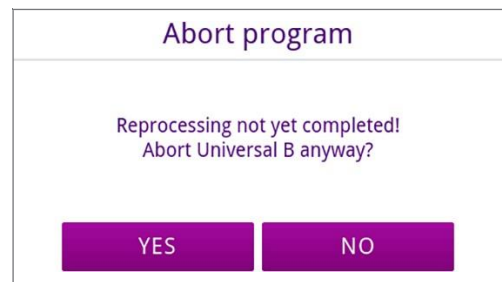 Abort program
Reprocessing not yet completed!
Abort Universal B anyway?
YES NO